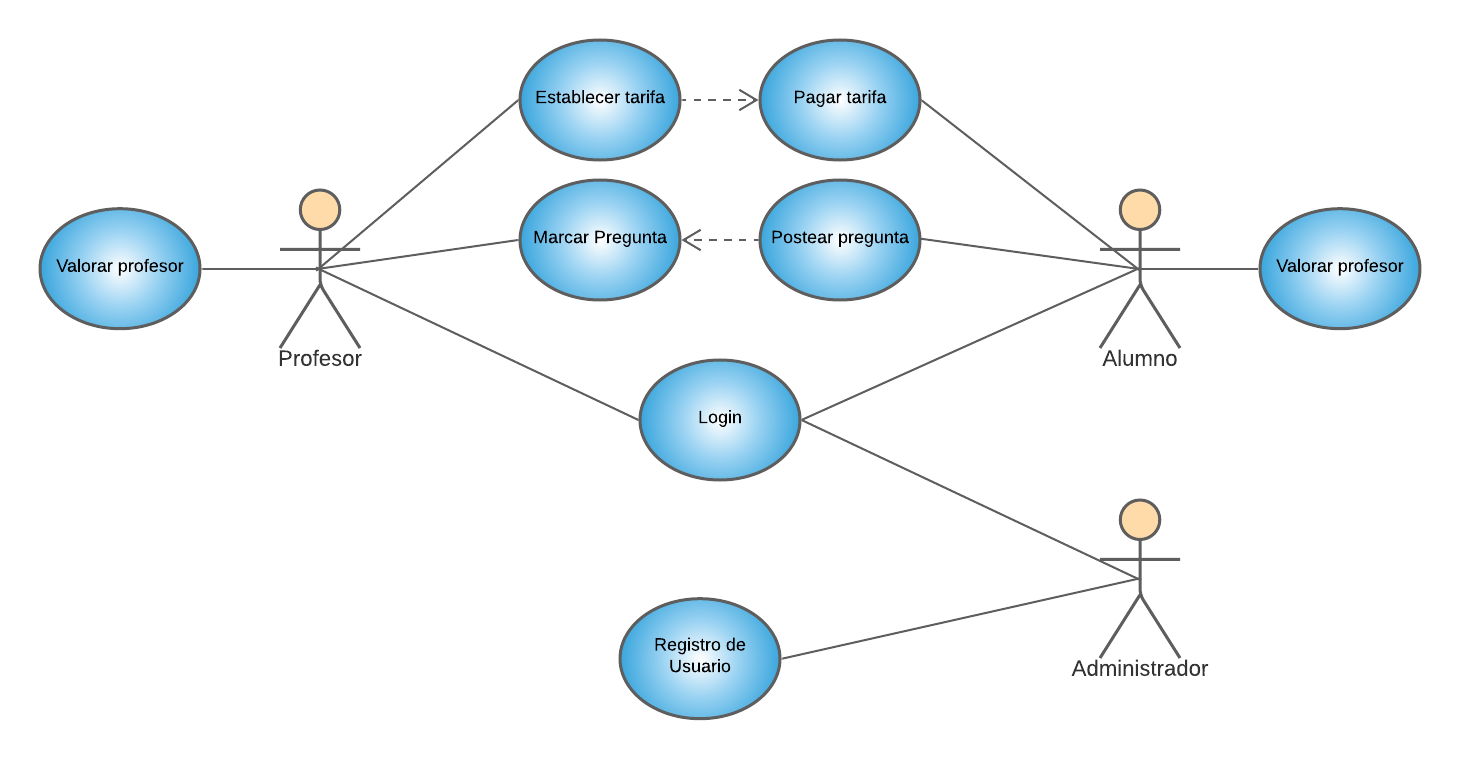 Establecer tarifa
Pagar tarifa
Marcar Pregunta
Postear pregunta
Valorar profesor
Valorar profesor
Profesor
Alumno
Login
Registro de
Usuario
Administrador